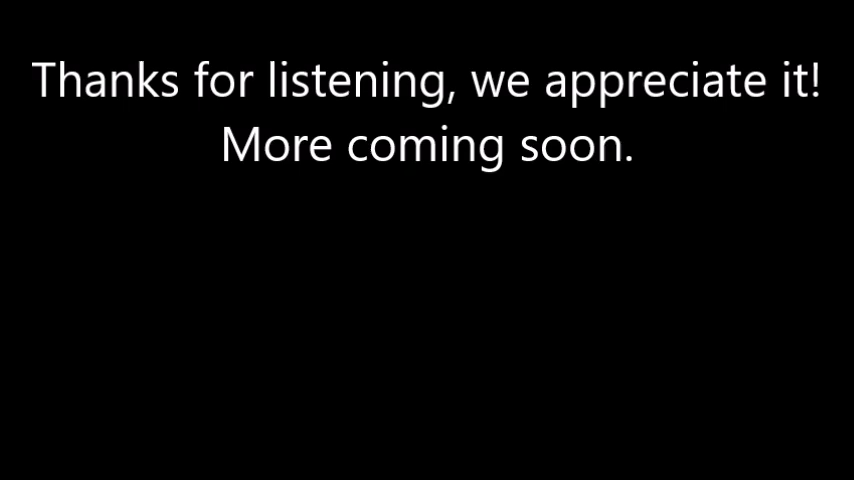 Thanks for listening, we appreciate it!
More coming soon.